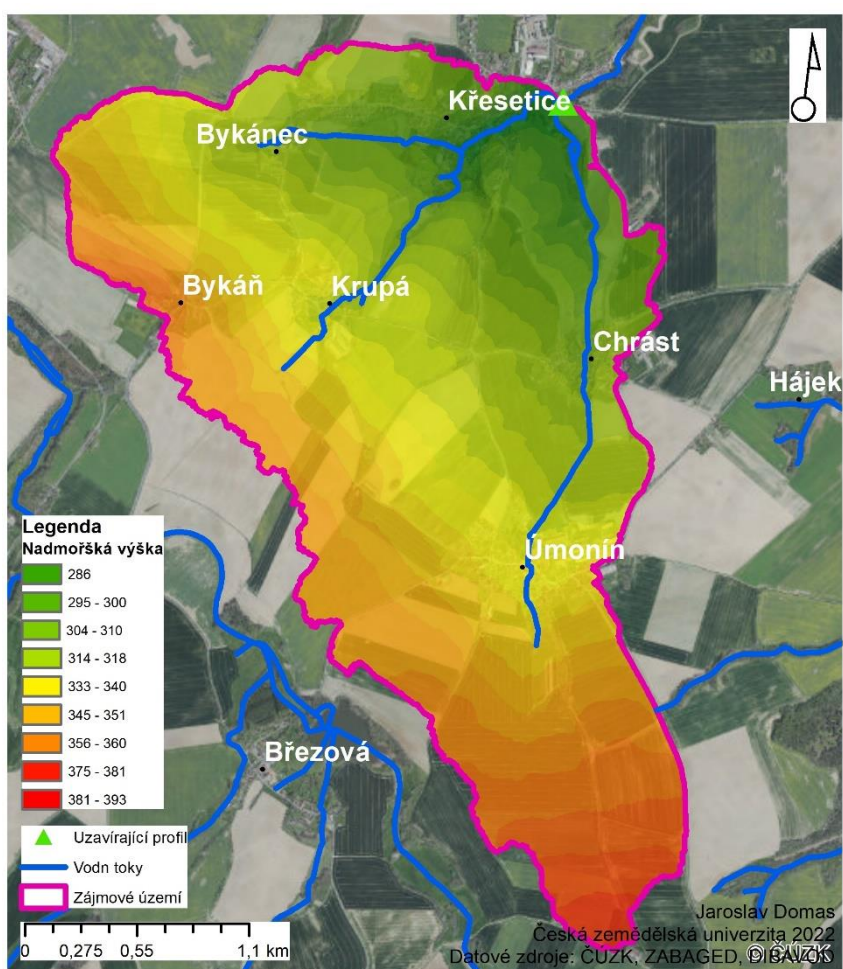 Křesetice
Bykánec
Bykáň
Krupá
Chrást
Hájek
Úmonín
Březová
Legenda
Nadmořšká výška
286
295 - 300
304 - 310
314 - 318
333 - 340
345 - 351
356 - 360
375 - 381
381 - 393
Uzavírající profil
Vodn toky
Zájmové území
0 0,275 0,55 1,1 km
Jaroslav Domas
Česká zemědělská univerzita 2022
Datové zdroje: ČUZK, ZABAGED,
© ČÚZK